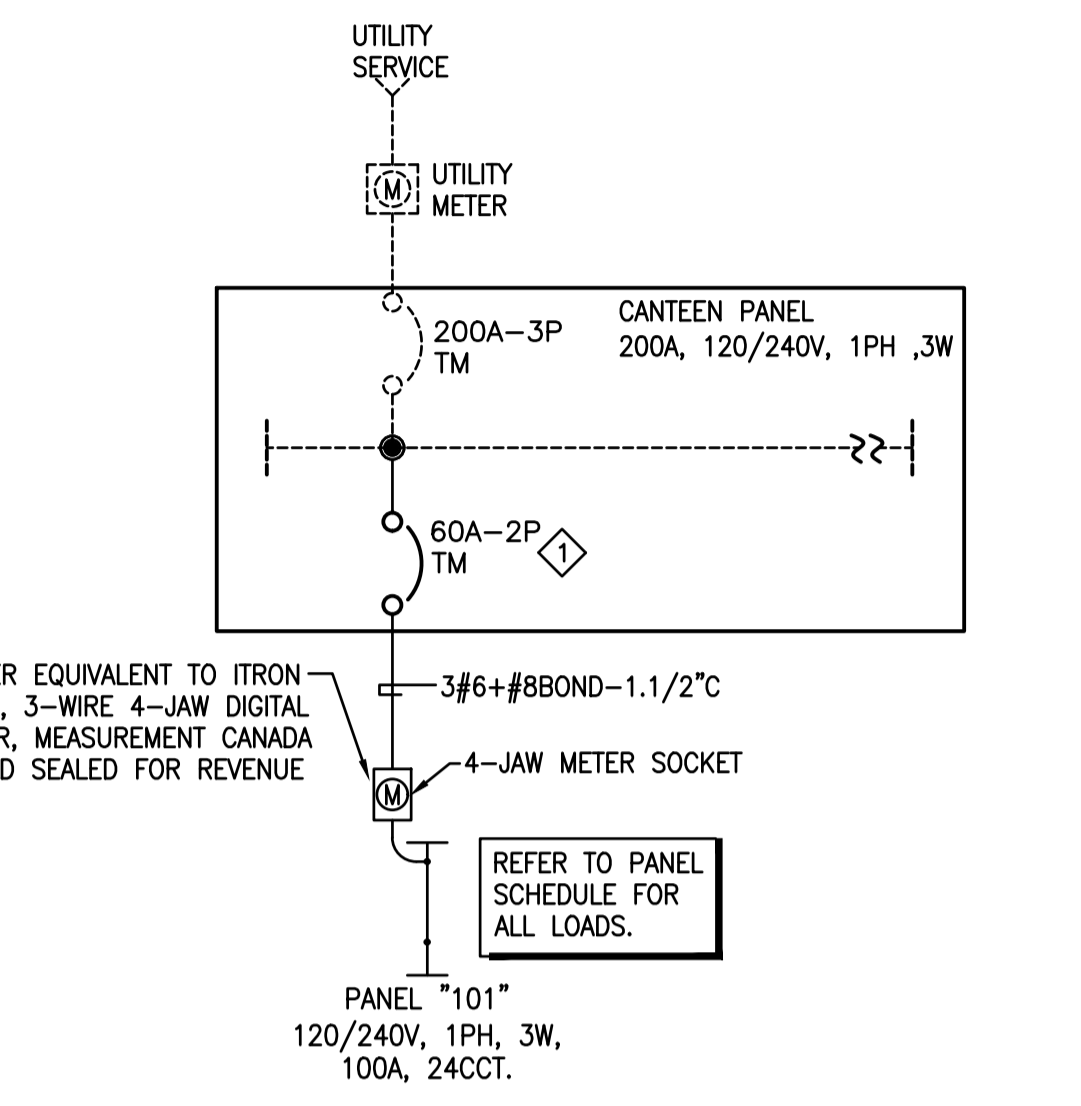 UTILITY
SERVICE
M
UTILITY
METER
200A-3P
TM
CANTEEN PANEL
200A, 120/240V, 1PH ,3W
60A-2P
TM
1
EQUIVALENT TO ITRON
, 3-WIRE 4-JAW DIGITAL
, MEASUREMENT CANADA
SEALED FOR REVENUE
3#6+#8BOND-1.1/2"C
4-JAW METER SOCKET
M
REFER TO PANEL
SCHEDULE FOR
ALL LOADS.
PANEL "101"
120/240V, 1PH, 3W,
100A, 24CCT.